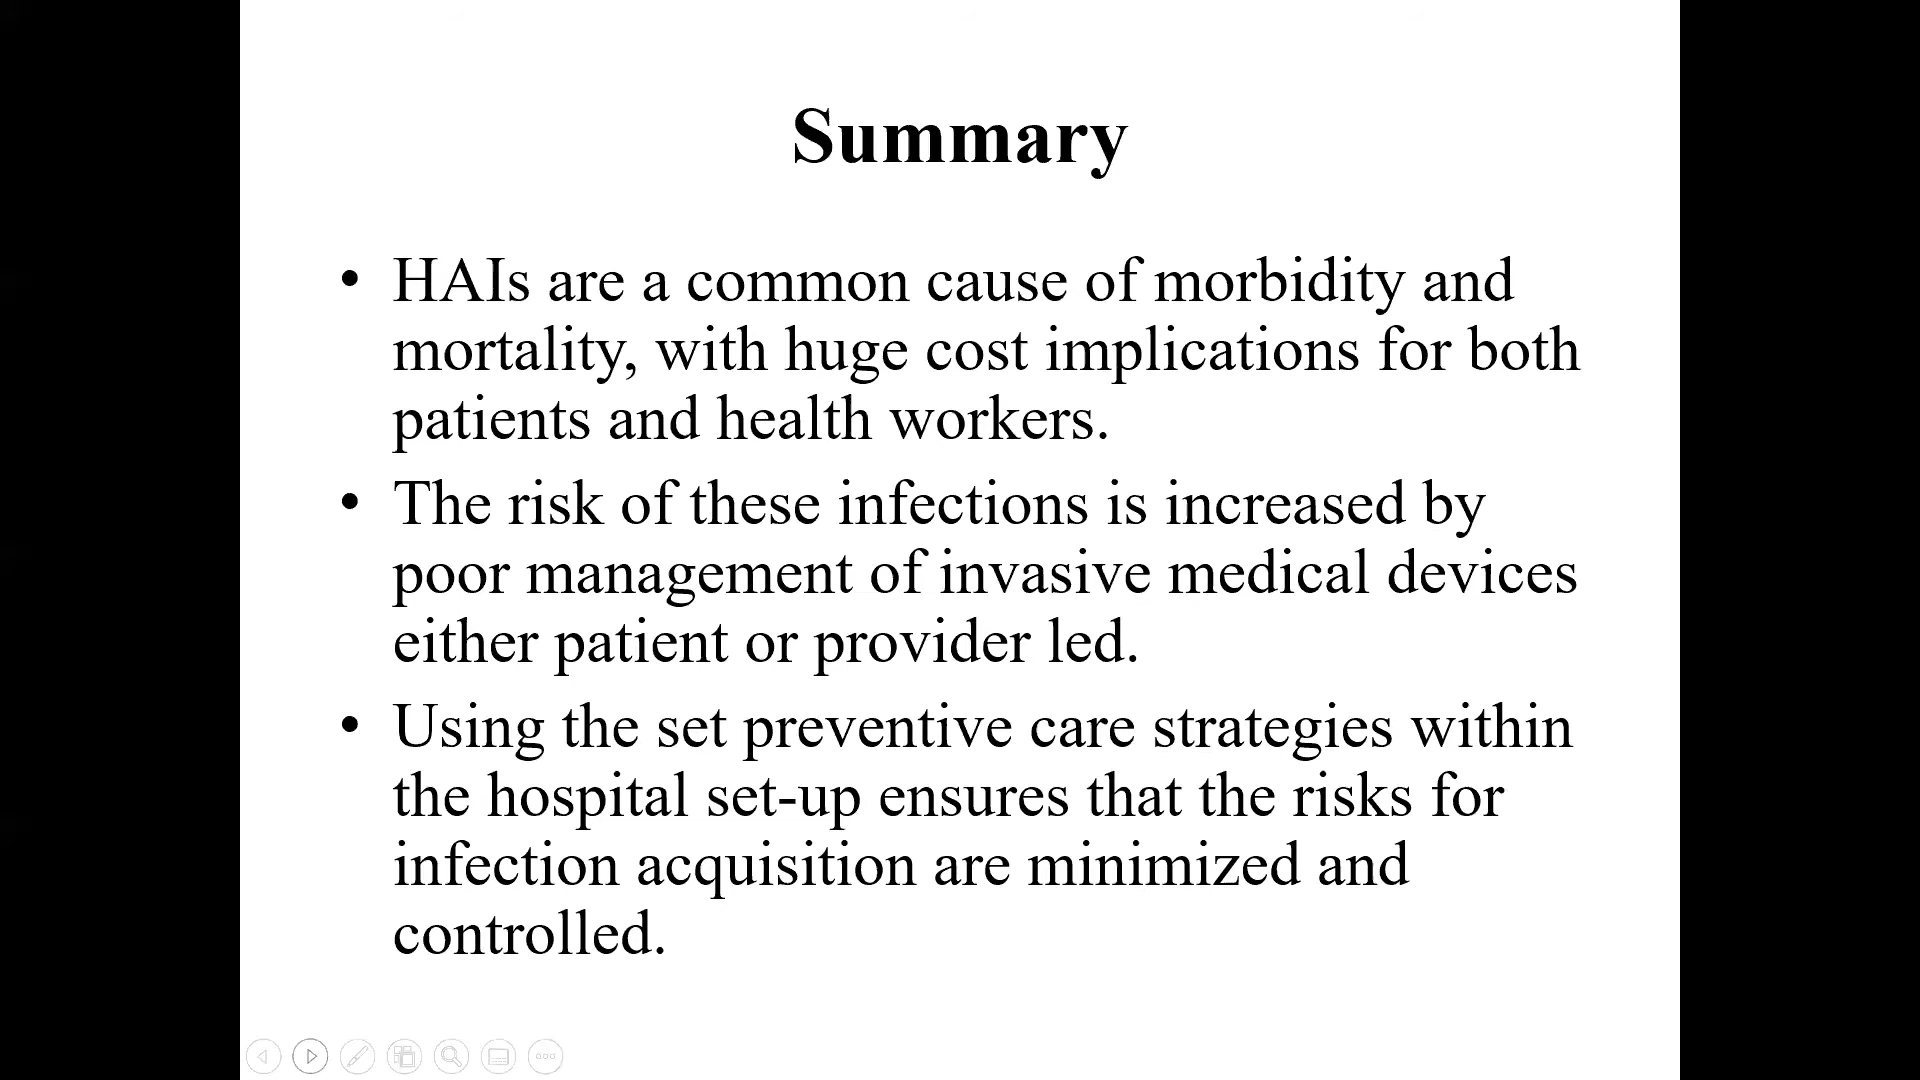 Summary
• HAIs are a common cause of morbidity and
mortality, with huge cost implications for both
patients and health workers.
• The risk of these infections is increased by
poor management of invasive medical devices
either patient or provider led.
• Using the set preventive care strategies within
the hospital set-up ensures that the risks for
infection acquisition are minimized and
controlled.